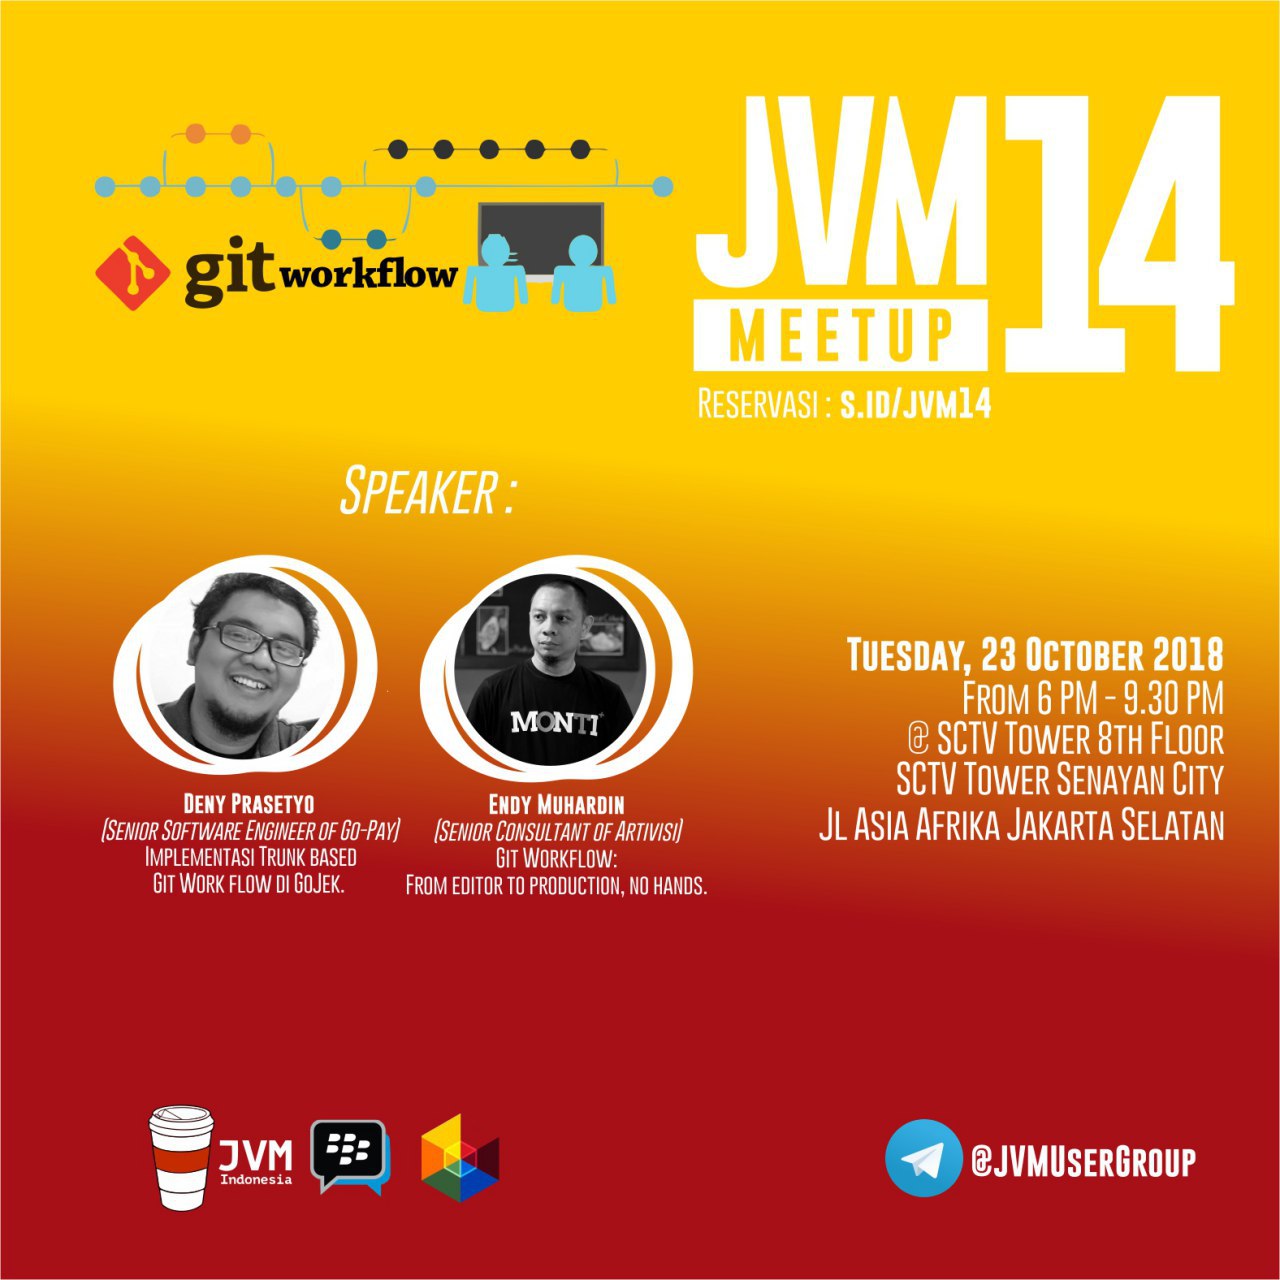 git workflow
JVM 14
MEETUP
RESERVASI : S.ID/JVM14
SPEAKER :
MONTI
DENY PRASETYO
(SENIOR SOFTWARE ENGINEER OF GO-PAY)
IMPLEMENTASI TRUNK BASED
GIT WORK FLOW DI GOJEK.
ENDY MUHARDIN
(SENIOR CONSULTANT OF ARTIVISI)
GIT WORKFLOW:
FROM EDITOR TO PRODUCTION, NO HANDS.
TUESDAY, 23 OCTOBER 2018
FROM 6 PM - 9.30 PM
@ SCTV TOWER 8TH FLOOR
SCTV TOWER SENAYAN CITY
JL ASIA AFRIKA JAKARTA SELATAN
JVM
Indonesia
@JVMUSERGROUP